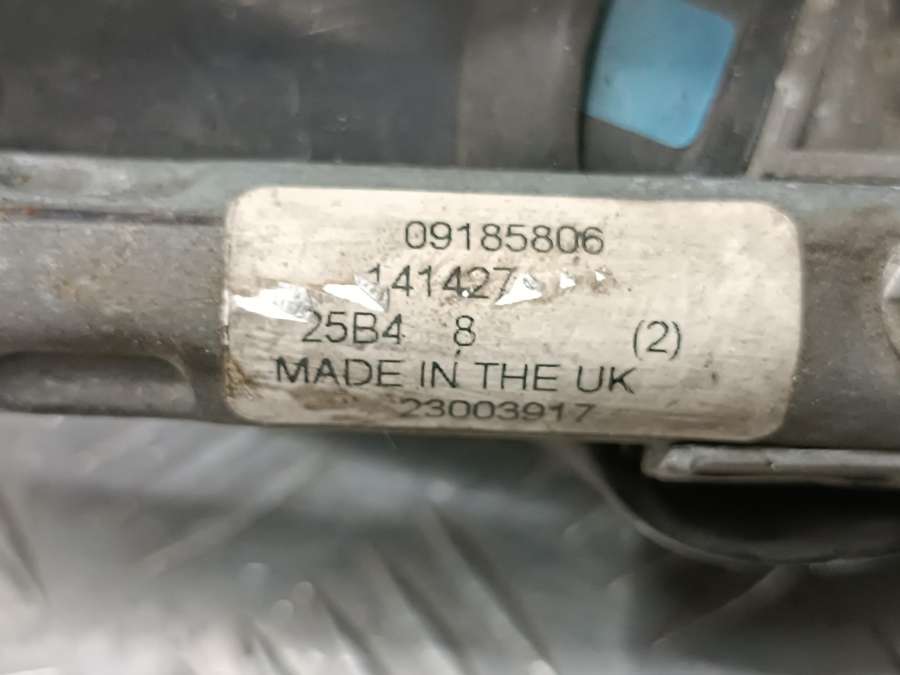 09185806
141427
25B4 8 (2)
MADE IN THE UK
23003917